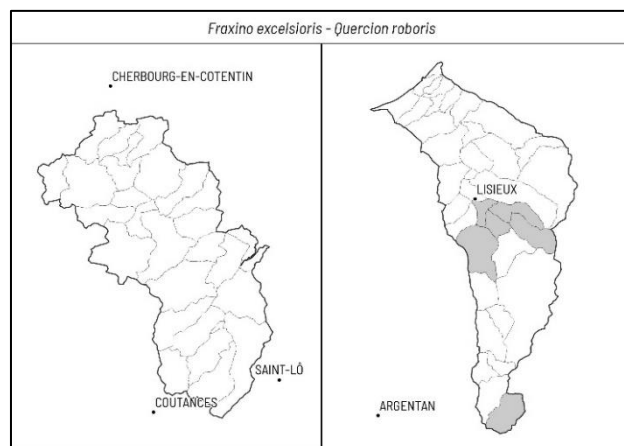 Fraxino excelsioris - Quercion roboris
CHERBOURG-EN-COTENTIN
SAINT-LÔ
COUTANCES
LISIEUX
ARGENTAN